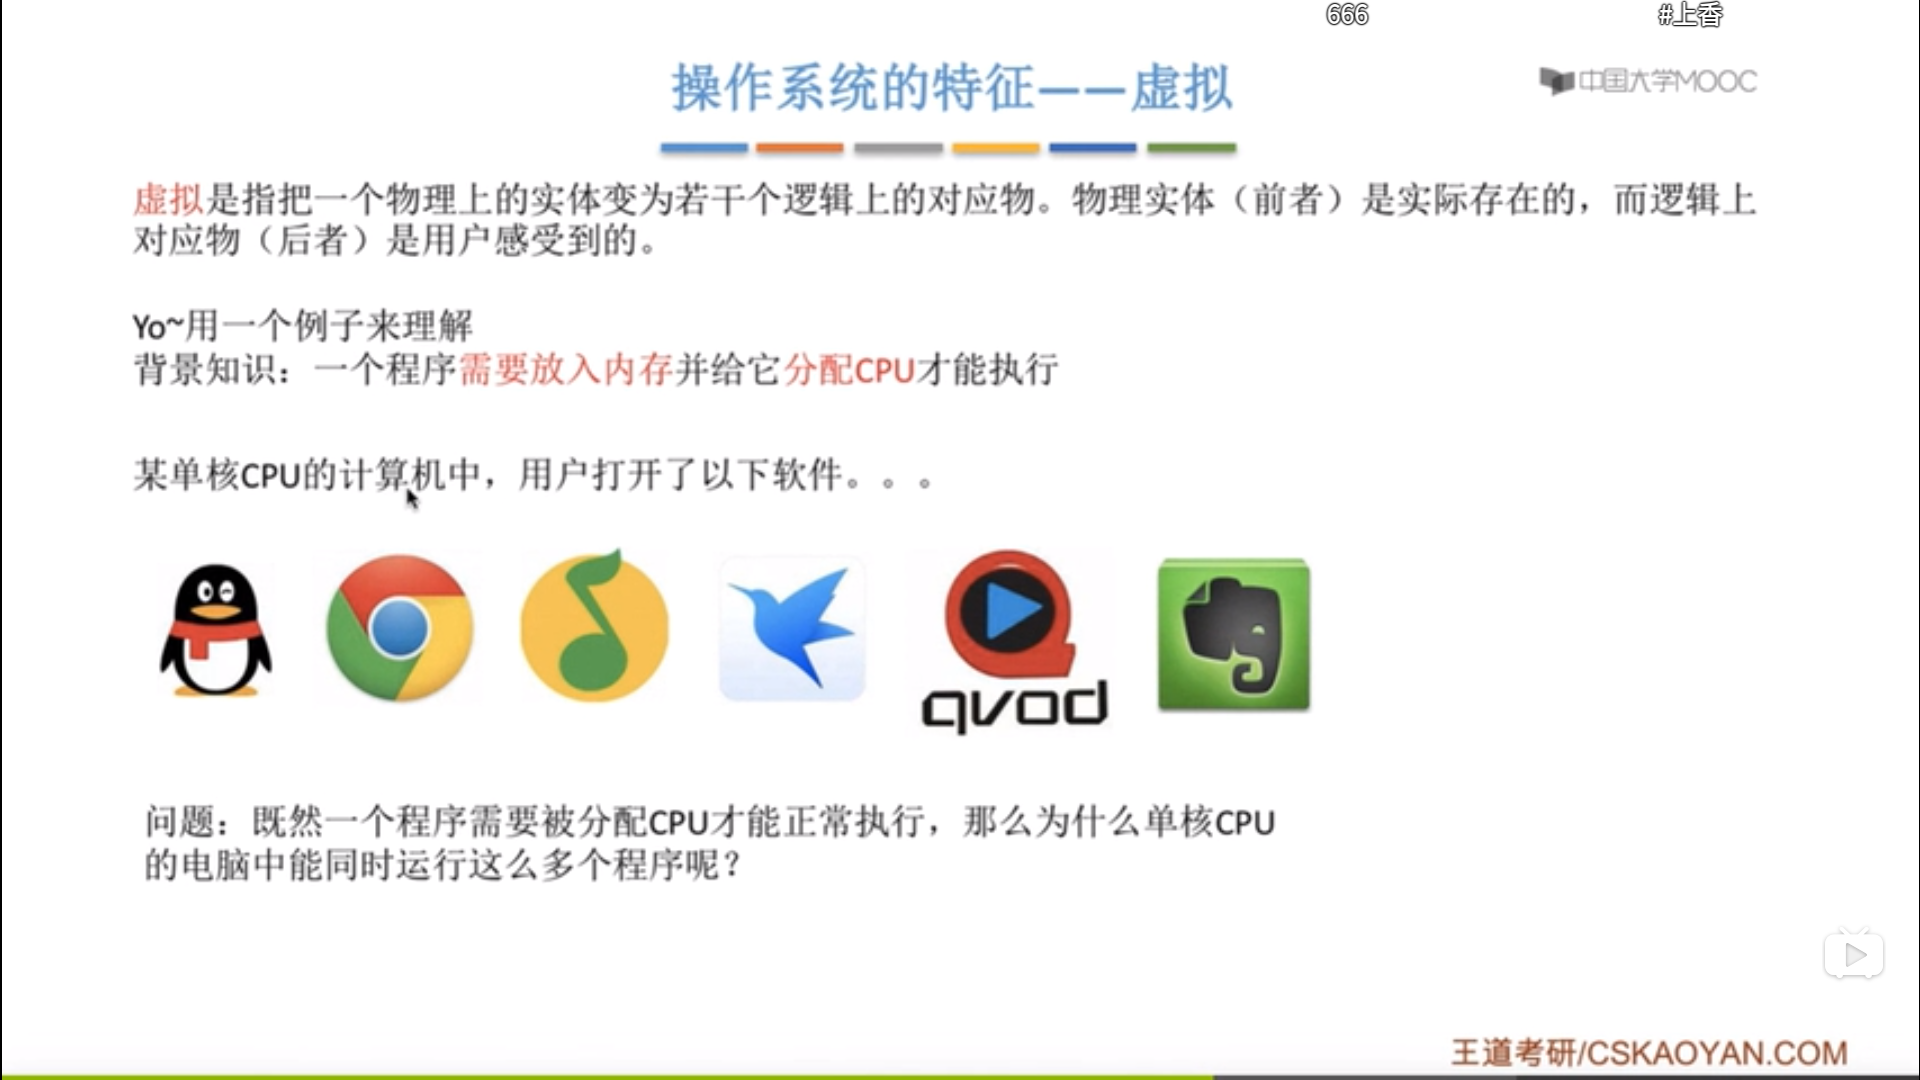 666 #上香
操作系统的特征——虚拟
中国大学MOOC
虚拟是指把一个物理上的实体变为若干个逻辑上的对应物。物理实体（前者）是实际存在的，而逻辑上
对应物（后者）是用户感受到的。
Yo~用一个例子来理解
背景知识：一个程序需要放入内存并给它分配CPU才能执行
某单核CPU的计算机中，用户打开了以下软件。。。
qvod
问题：既然一个程序需要被分配CPU才能正常执行，那么为什么单核CPU
的电脑中能同时运行这么多个程序呢？
王道考研/CSKAOYAN.COM